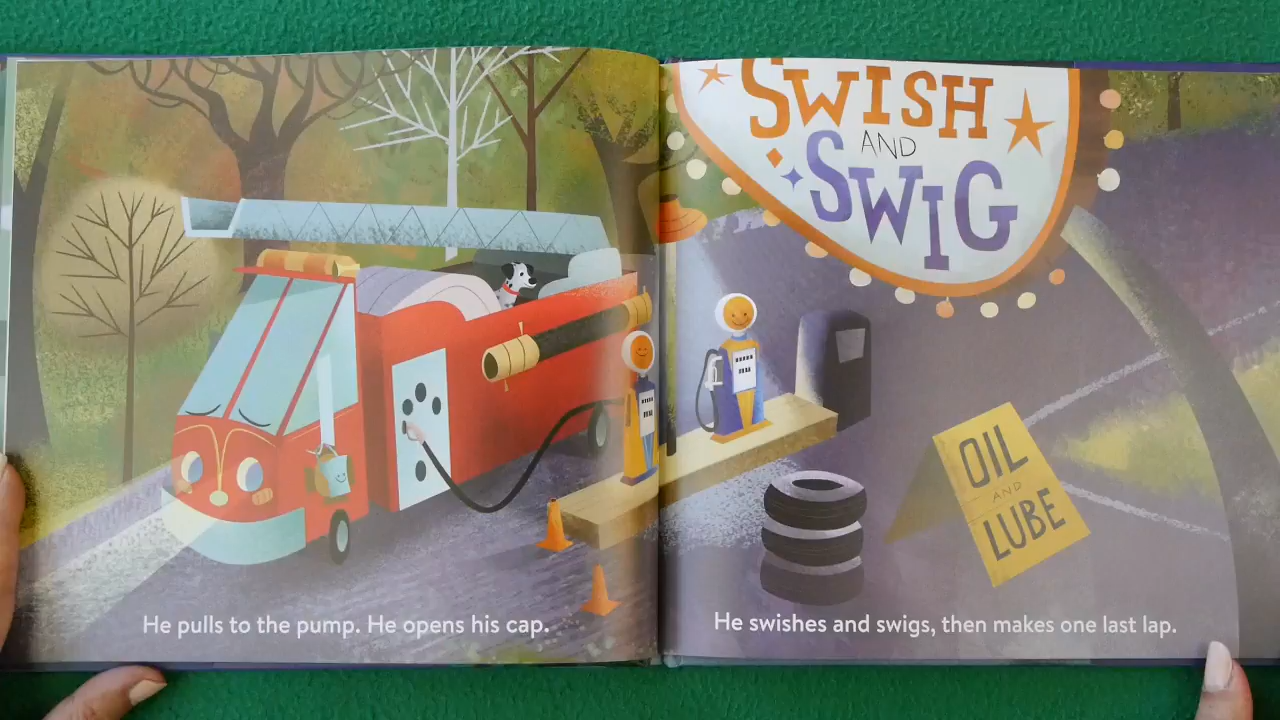 He pulls to the pump. He opens his cap.
SWISH
AND
SWIG
OIL
AND
LUBE
He swishes and swigs, then makes one last lap.